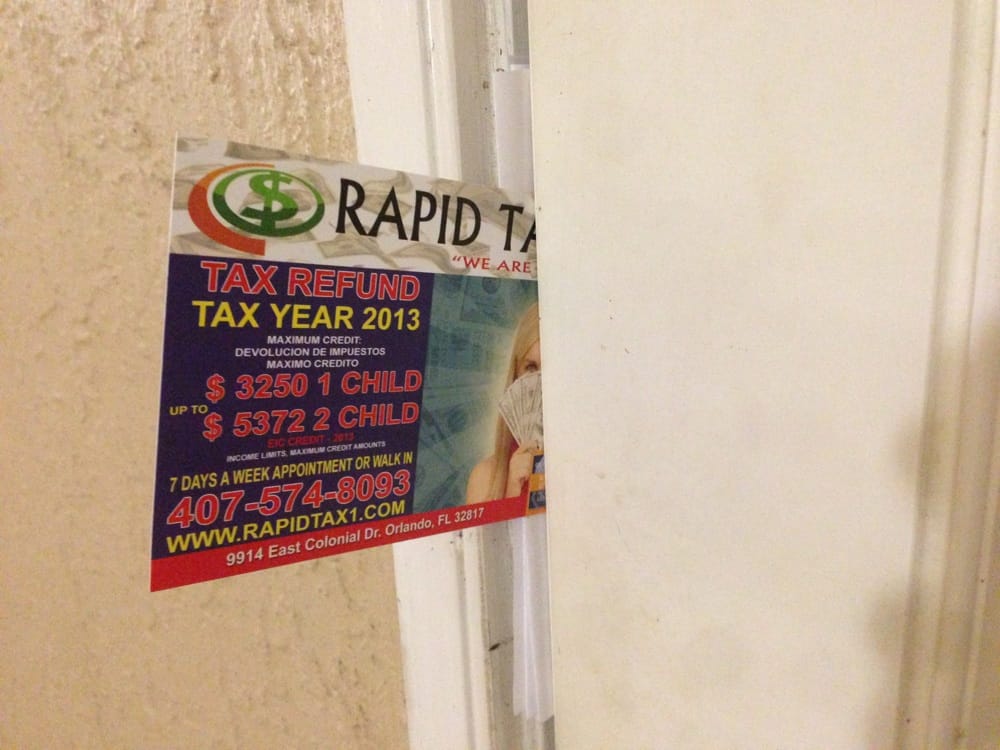 $
RAPID TA
"WE ARE
TAX REFUND
TAX YEAR 2013
MAXIMUM CREDIT:
DEVOLUCION DE IMPUESTOS
MAXIMO CREDITO
$ 3250 1 CHILD
UP TO
$ 5372 2 CHILD
EIC CREDIT - 2013
INCOME LIMITS, MAXIMUM CREDIT AMOUNTS
7 DAYS A WEEK APPOINTMENT OR WALK IN
407-574-8093
WWW.RAPIDTAX1.COM
9914 East Colonial Dr. Orlando, FL 32817